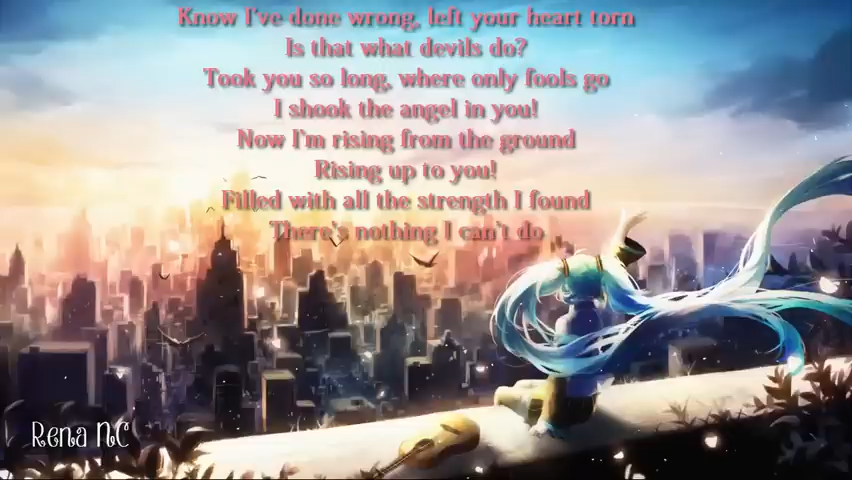 Know I've done wrong, left your heart torn
Is that what devils do?
Took you so long, where only fools go
I shook the angel in you!
Now I'm rising from the ground
Rising up to you!
Filled with all the strength I found
There's nothing I can't do
Rena NC